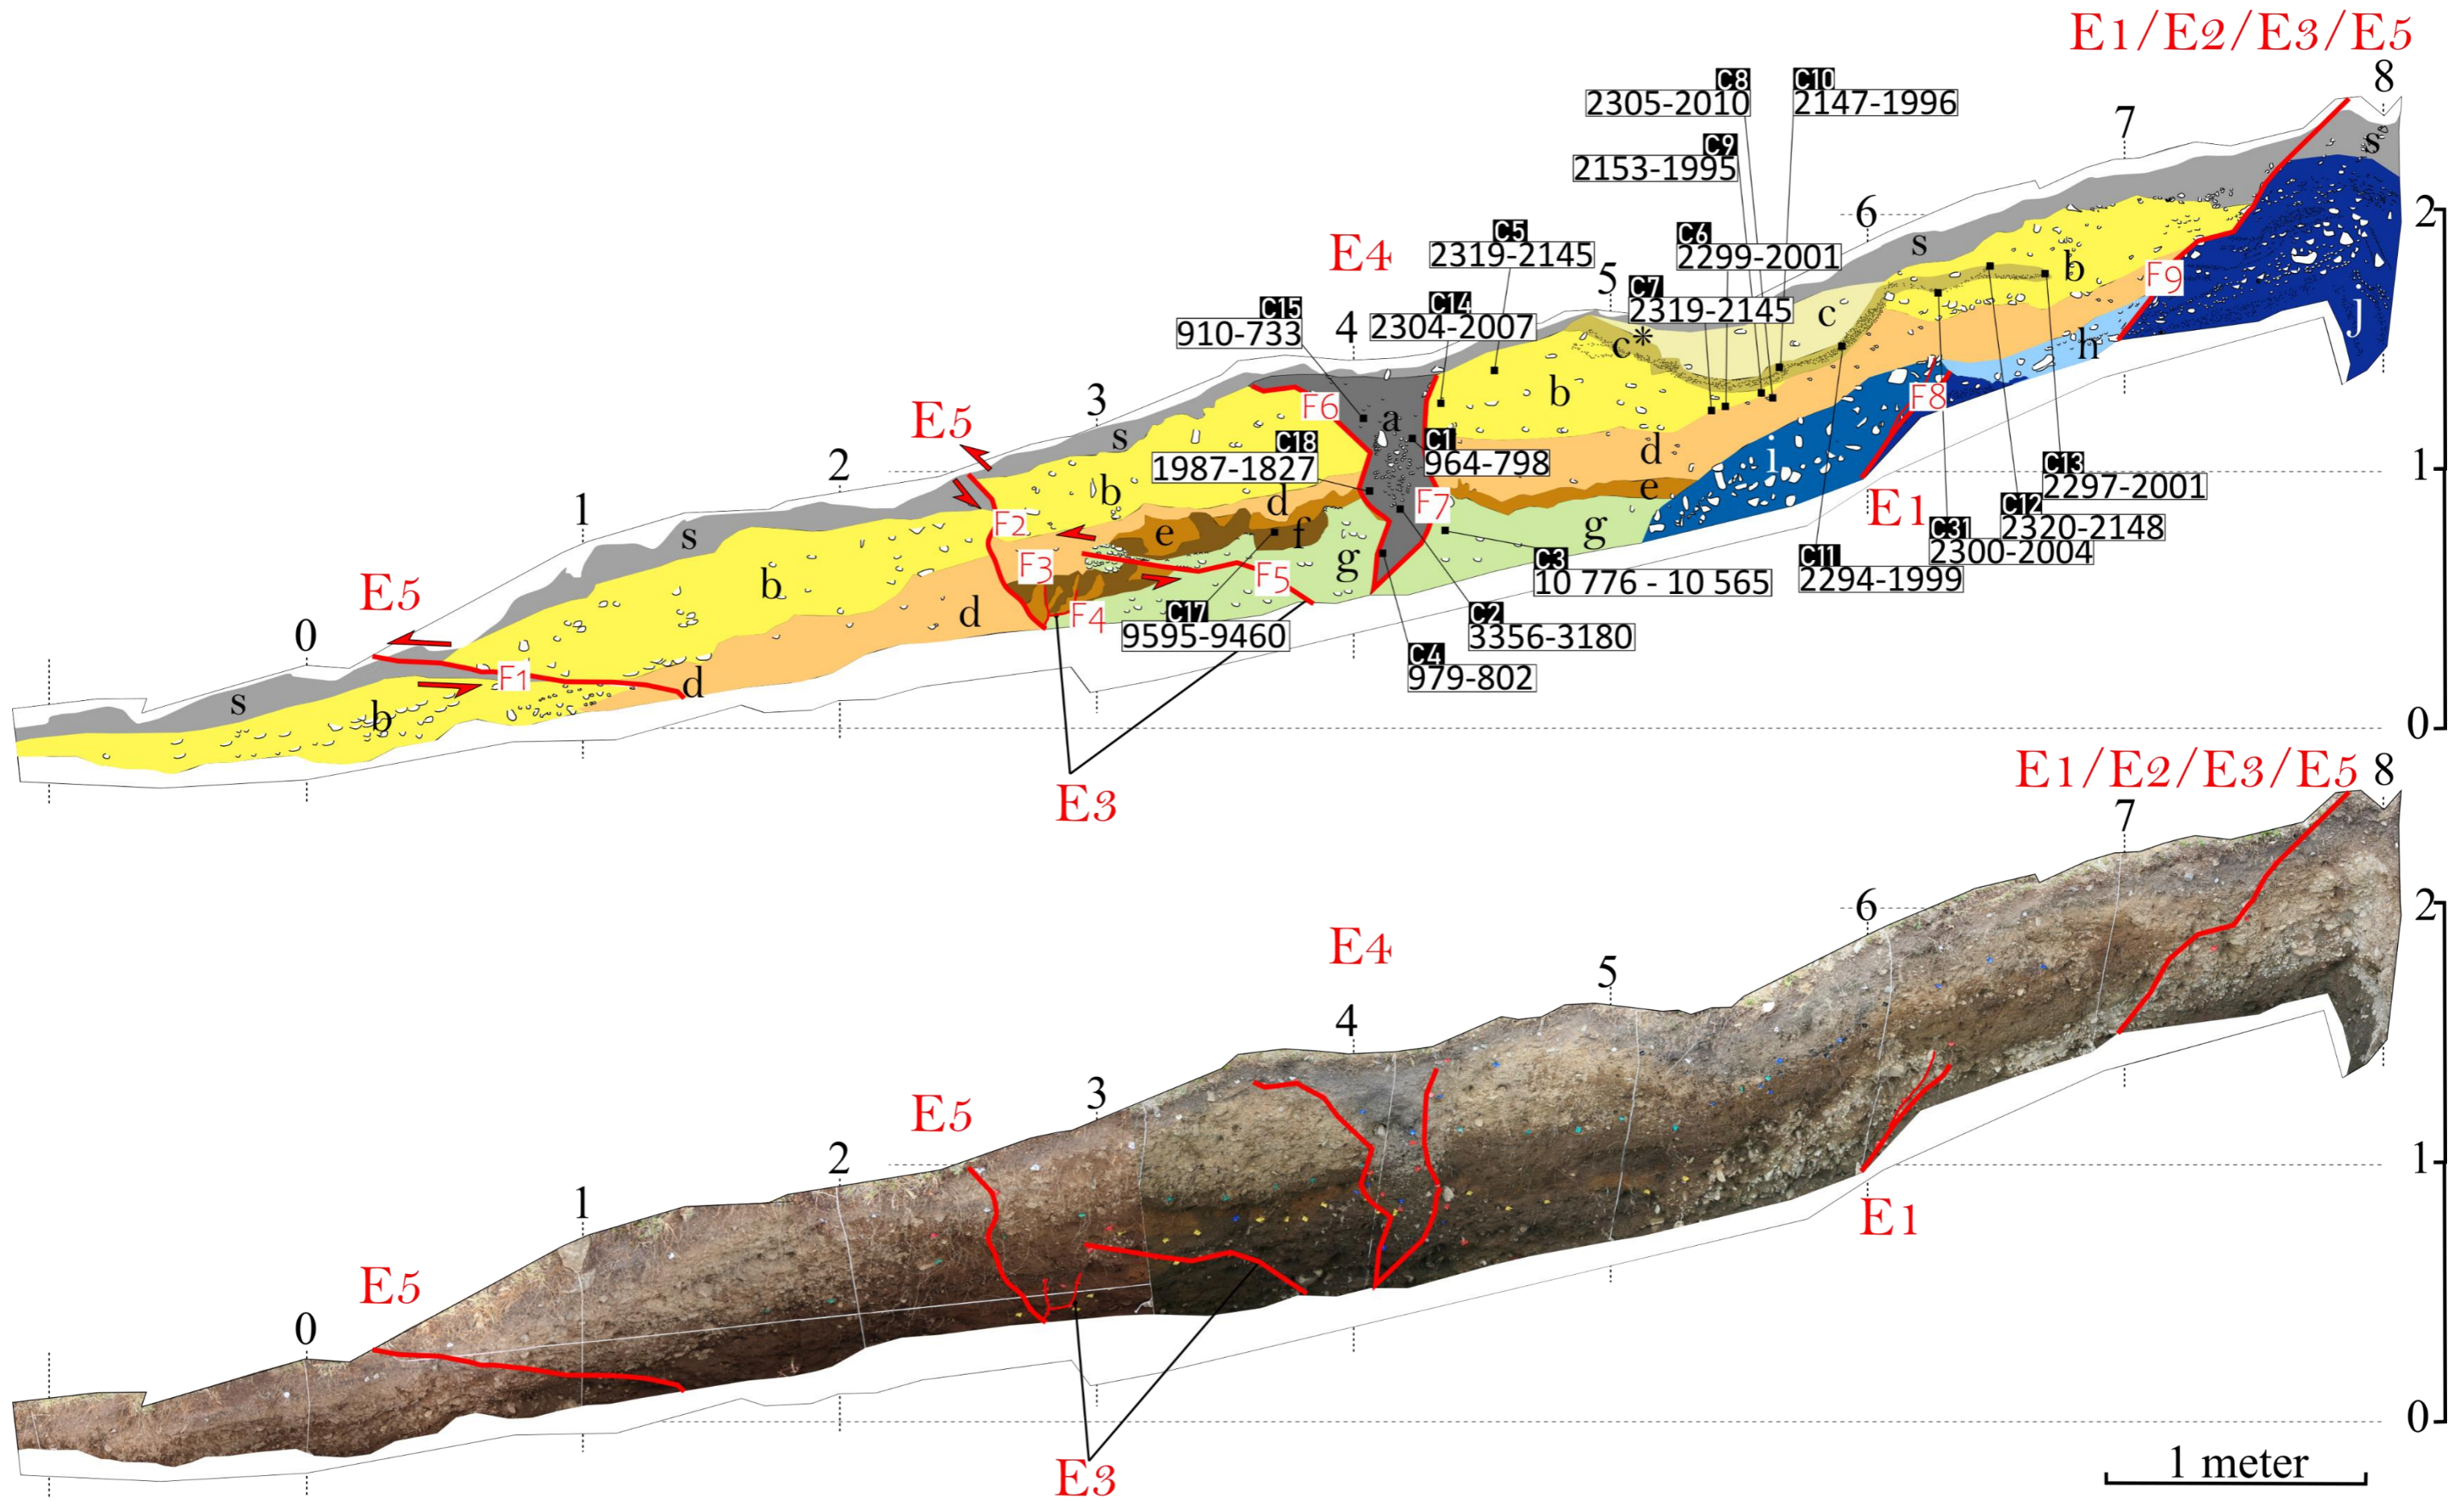 E1/E2/E3/E5
8
C8
2305-2010
C10
2147-1996
7
C9
2153-1995
s
6
2
C5
2319-2145
E4
C6
2299-2001
5
C7
2319-2145
s
b
F9
C15
910-733
4
C14
2304-2007
c
c*
j
h
E5
3
F6
a
b
F8
s
C18
1987-1827
C1
964-798
d
i
1
2
b
d
F7
e
E1
C13
2297-2001
C12
2320-2148
C31
2300-2004
1
s
F2
e
f
g
g
C11
2294-1999
F3
F5
C3
10 776 - 10 565
E5
b
d
F4
C17
9595-9460
C2
3356-3180
0
C4
979-802
F1
d
s
b
0
E3
E1/E2/E3/E5
8
7
2
6
E4
5
4
E5
3
2
1
1
E1
E5
0
0
E3
1 meter